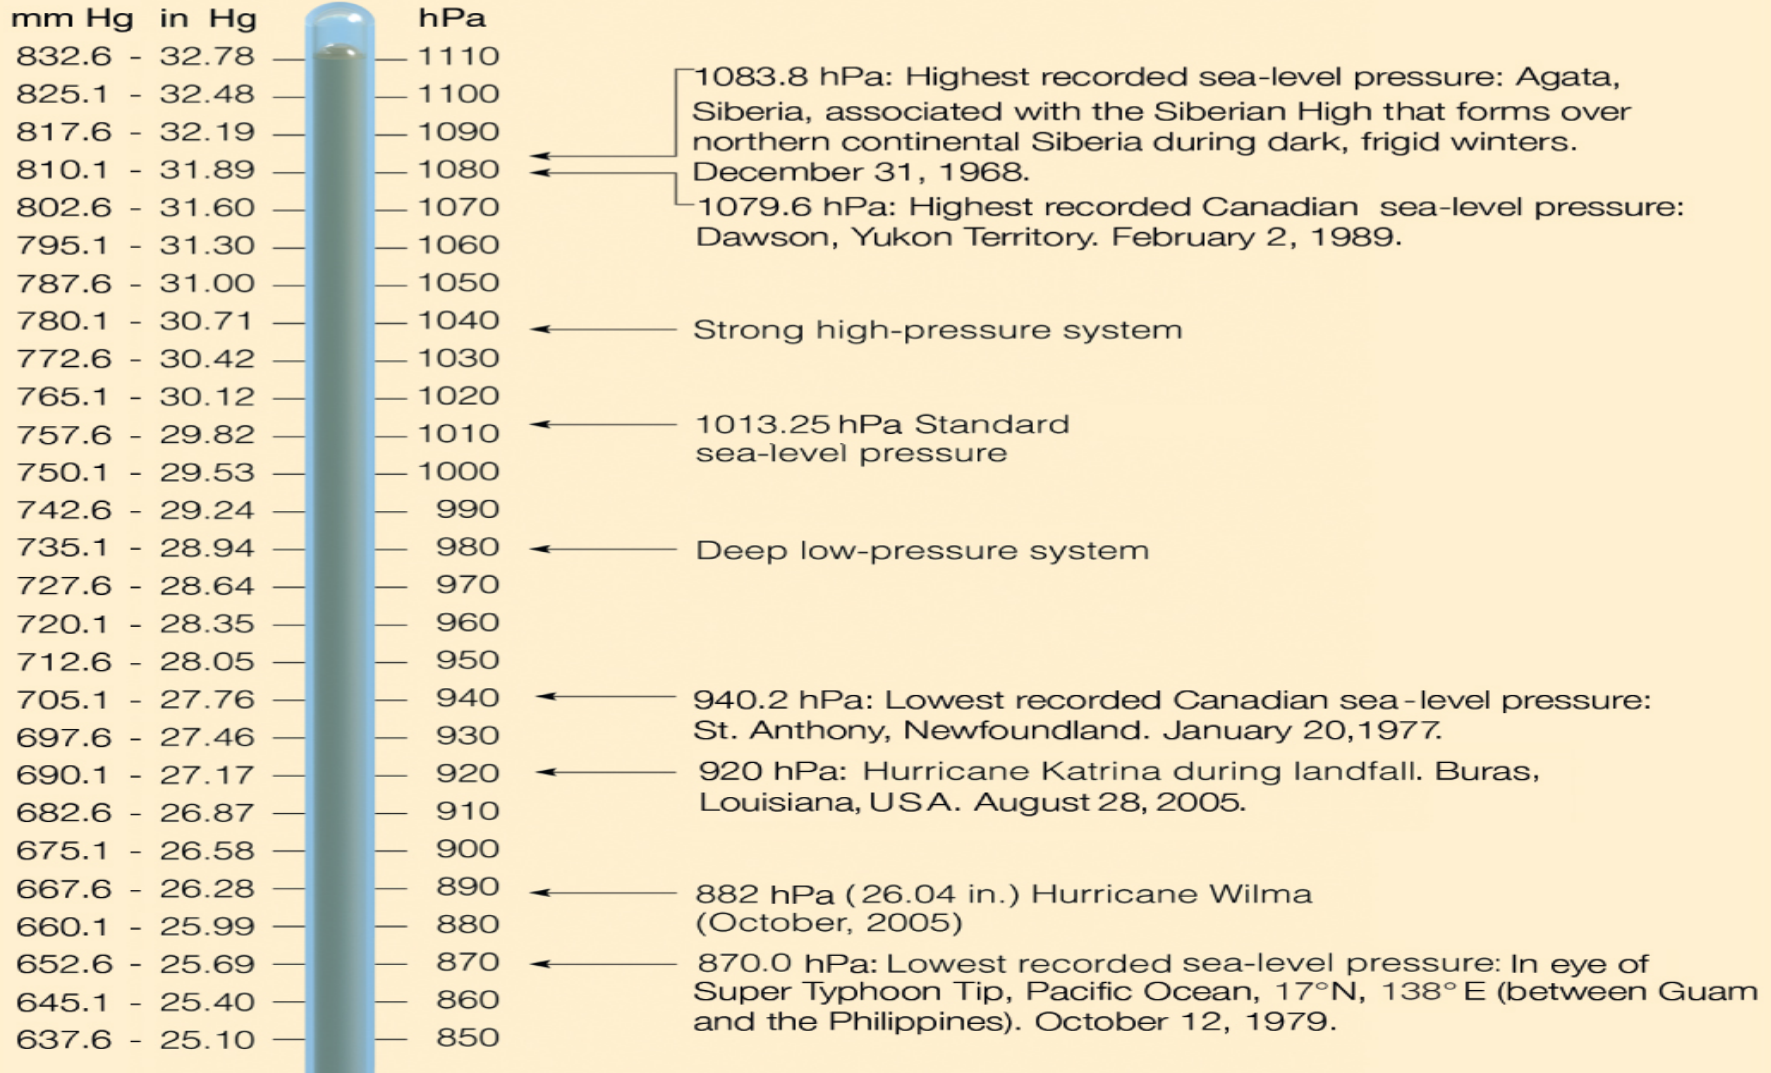 mm Hg in Hg hPa
832.6 - 32.78 1110
825.1 - 32.48 1100
817.6 - 32.19 1090
810.1 - 31.89 1080
802.6 - 31.60 1070
795.1 - 31.30 1060
787.6 - 31.00 1050
780.1 - 30.71 1040
772.6 - 30.42 1030
765.1 - 30.12 1020
757.6 - 29.82 1010
750.1 - 29.53 1000
742.6 - 29.24 990
735.1 - 28.94 980
727.6 - 28.64 970
720.1 - 28.35 960
712.6 - 28.05 950
705.1 - 27.76 940
697.6 - 27.46 930
690.1 - 27.17 920
682.6 - 26.87 910
675.1 - 26.58 900
667.6 - 26.28 890
660.1 - 25.99 880
652.6 - 25.69 870
645.1 - 25.40 860
637.6 - 25.10 850
1083.8 hPa: Highest recorded sea-level pressure: Agata,
Siberia, associated with the Siberian High that forms over
northern continental Siberia during dark, frigid winters.
December 31, 1968.
1079.6 hPa: Highest recorded Canadian sea-level pressure:
Dawson, Yukon Territory. February 2, 1989.
Strong high-pressure system
1013.25 hPa Standard
sea-level pressure
Deep low-pressure system
940.2 hPa: Lowest recorded Canadian sea-level pressure:
St. Anthony, Newfoundland. January 20,1977.
920 hPa: Hurricane Katrina during landfall. Buras,
Louisiana, USA. August 28, 2005.
882 hPa (26.04 in.) Hurricane Wilma
(October, 2005)
870.0 hPa: Lowest recorded sea-level pressure: In eye of
Super Typhoon Tip, Pacific Ocean, 17°N, 138°E (between Guam
and the Philippines). October 12, 1979.